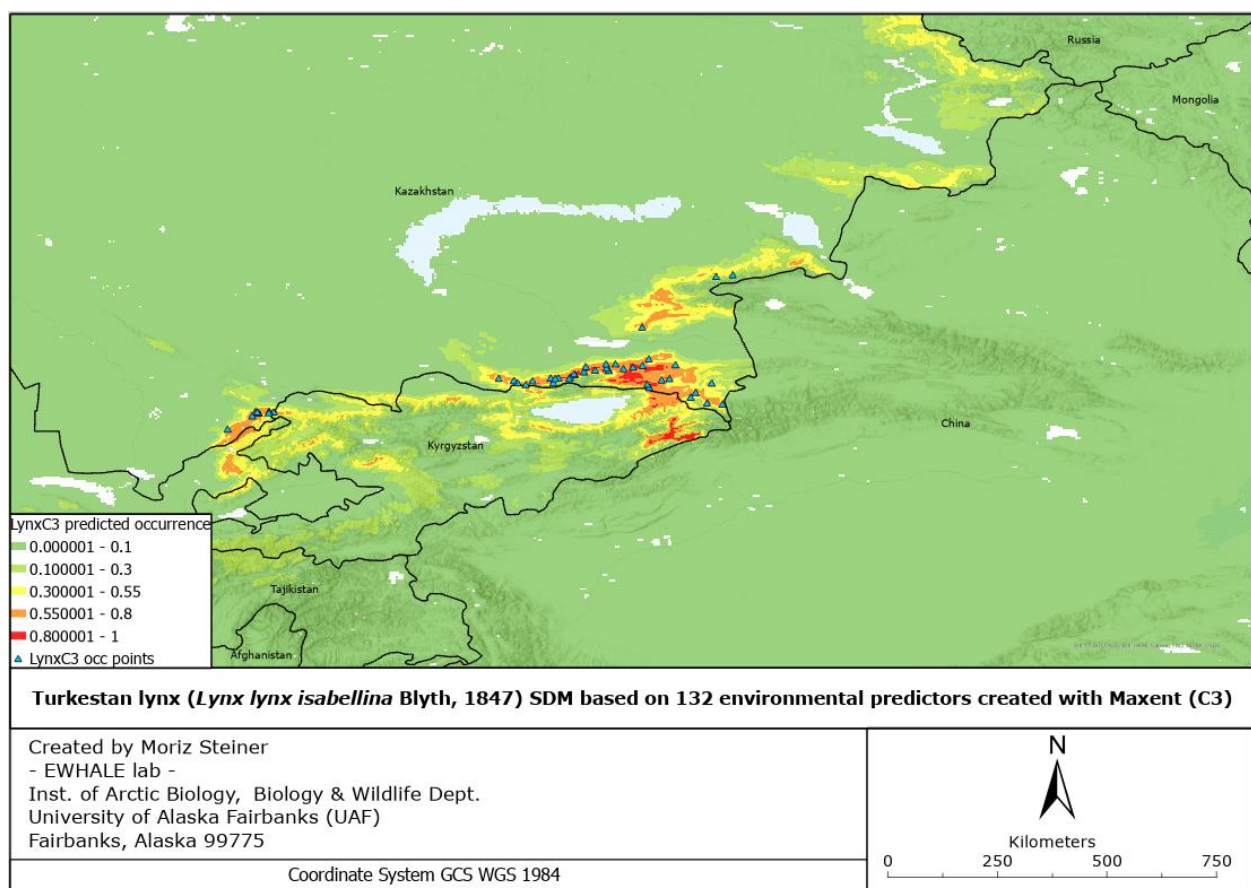 Russia
Mongolia
Kazakhstan
China
Kyrgyzstan
Tajikistan
Afghanistan
LynxC3 predicted occurrence
0.000001 - 0.1
0.100001 - 0.3
0.300001 - 0.55
0.550001 - 0.8
0.800001 - 1
LynxC3 occ points
Turkestan lynx (Lynx lynx isabellina Blyth, 1847) SDM based on 132 environmental predictors created with Maxent (C3)
Created by Moriz Steiner
- EWHALE lab -
Inst. of Arctic Biology, Biology & Wildlife Dept.
University of Alaska Fairbanks (UAF)
Fairbanks, Alaska 99775
Coordinate System GCS WGS 1984
N
Kilometers
0 250 500 750